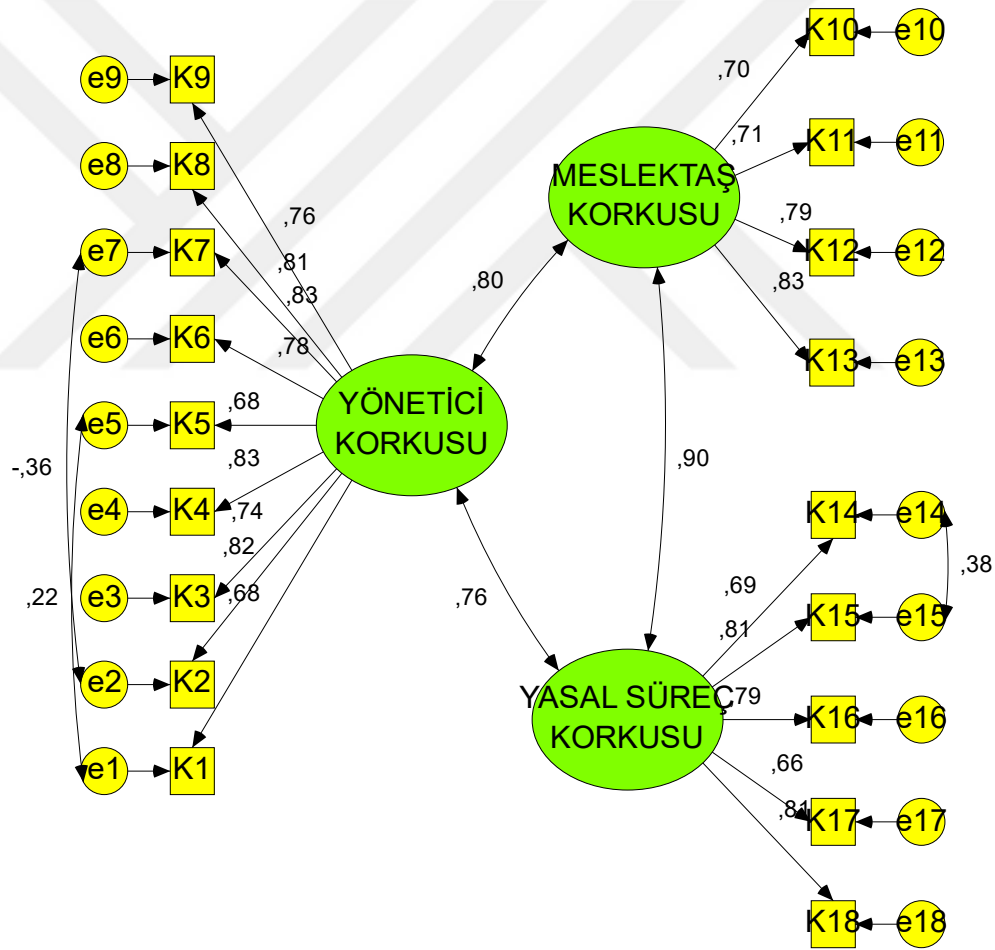 e9
K9
e8
K8
e7
K7
e6
K6
e5
K5
e4
K4
e3
K3
e2
K2
e1
K1
-,36
,22
,76
,81
,83
,78
,68
,83
,74
,82
,68
YÖNETİCİ
KORKUSU
,80
,76
,90
MESLEKTAŞ
KORKUSU
,70
,71
,79
,83
K10
e10
K11
e11
K12
e12
K13
e13
YASAL SÜREÇ
KORKUSU
,69
,81
,79
,66
,81
K14
e14
K15
e15
,38
K16
e16
K17
e17
K18
e18